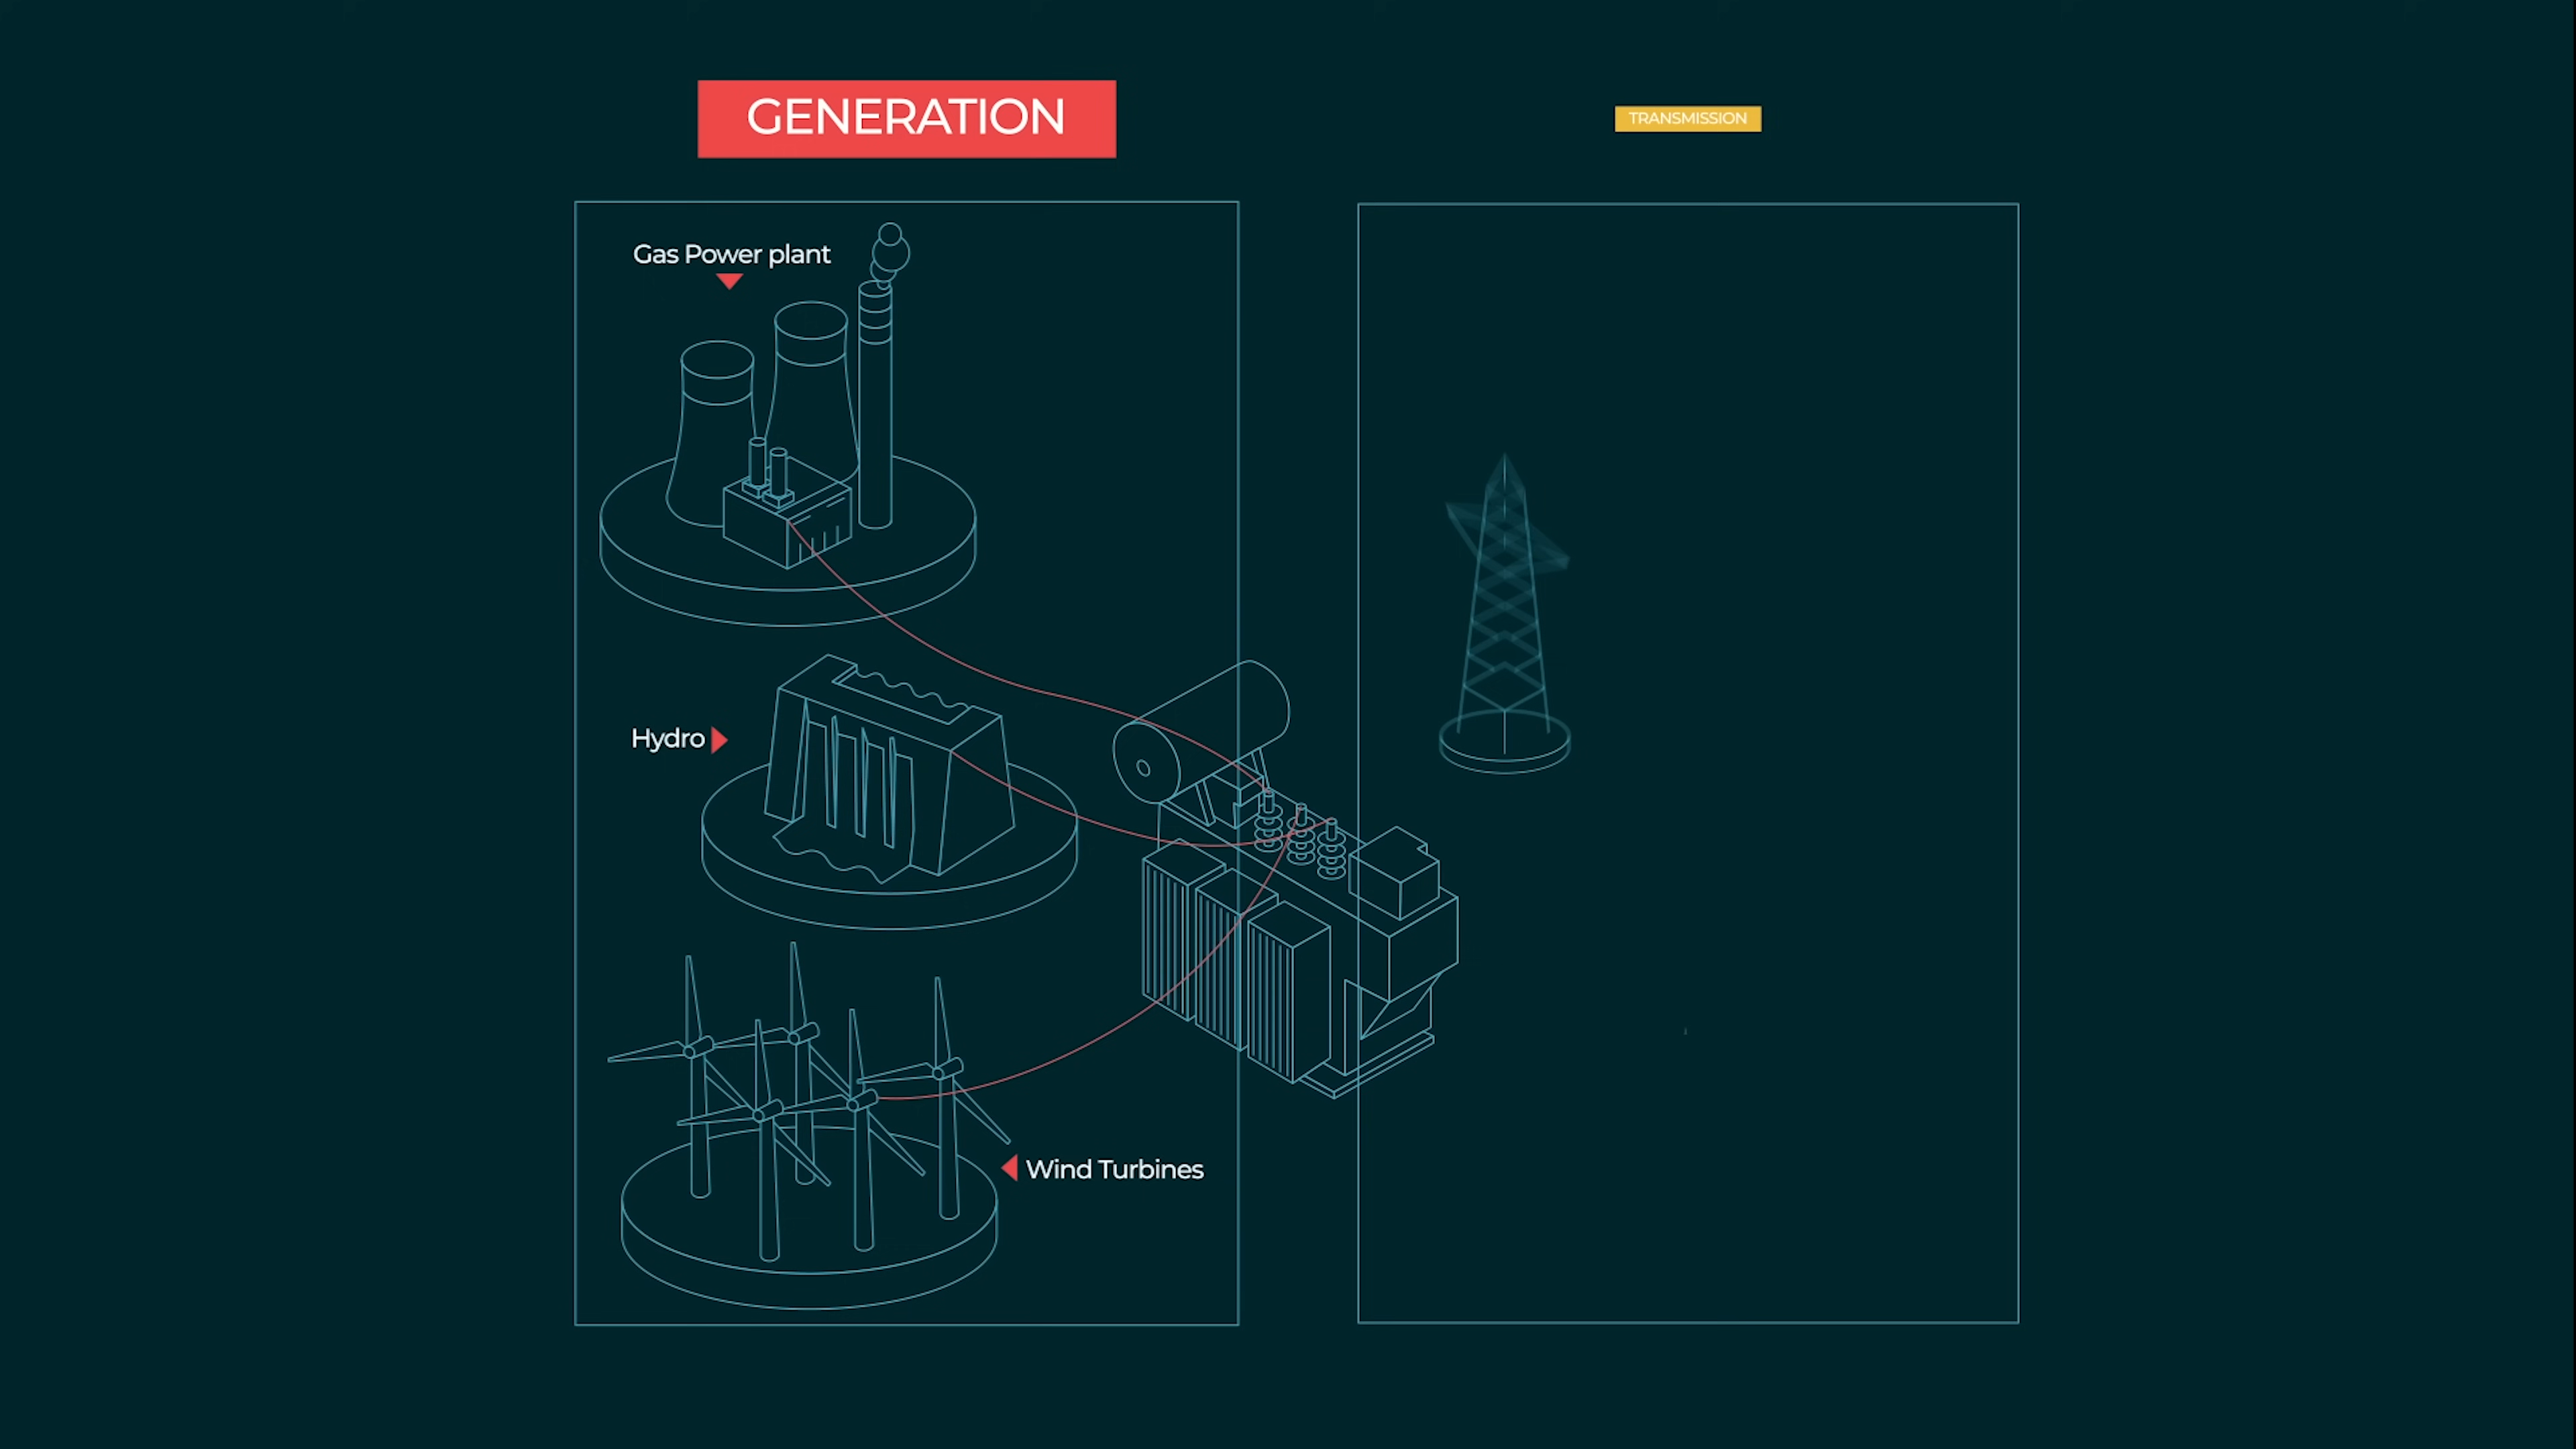 GENERATION
TRANSMISSION
Gas Power plant
Hydro
Wind Turbines